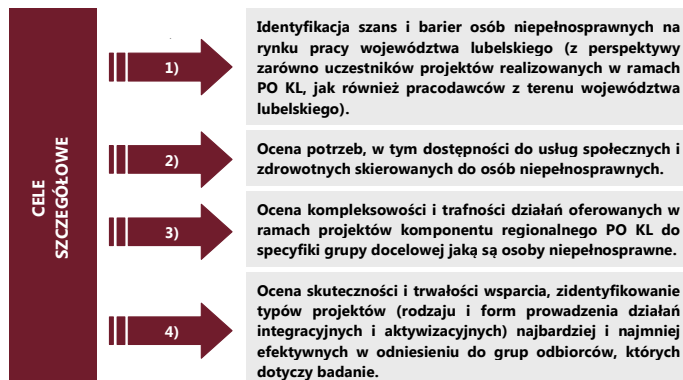 CELE
SZCZEGÓŁOWE
1)
Identyfikacja szans i barier osób niepełnosprawnych na
rynku pracy województwa lubelskiego (z perspektywy
zarówno uczestników projektów realizowanych w ramach
PO KL, jak również pracodawców z terenu województwa
lubelskiego).
2)
Ocena potrzeb, w tym dostępności do usług społecznych i
zdrowotnych skierowanych do osób niepełnosprawnych.
3)
Ocena kompleksowości i trafności działań oferowanych w
ramach projektów komponentu regionalnego PO KL do
specyfiki grupy docelowej jaką są osoby niepełnosprawne.
4)
Ocena skuteczności i trwałości wsparcia, zidentyfikowanie
typów projektów (rodzaju i form prowadzenia działań
integracyjnych i aktywizacyjnych) najbardziej i najmniej
efektywnych w odniesieniu do grup odbiorców, których
dotyczy badanie.